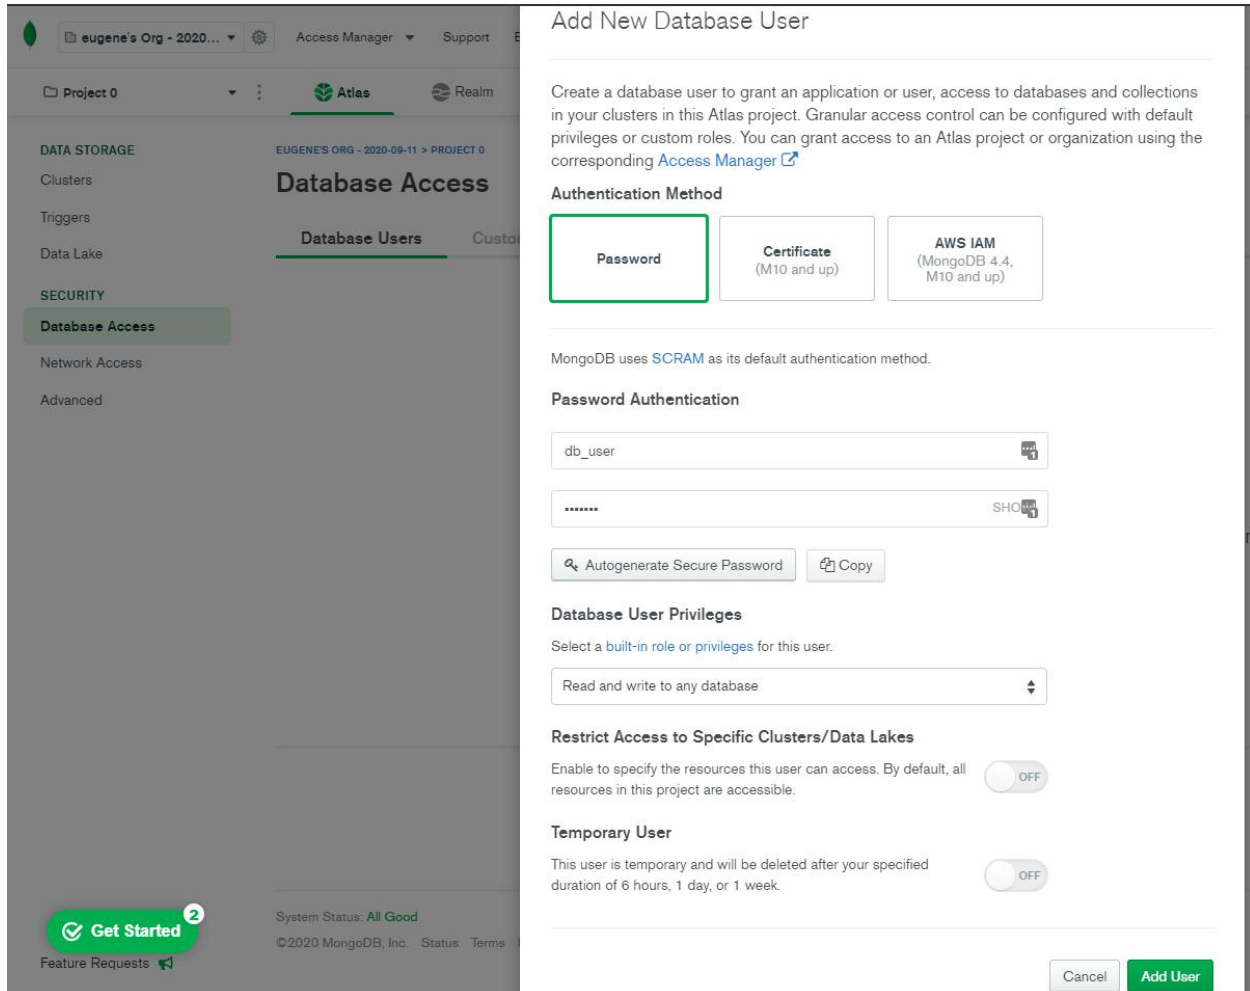 eugene's Org - 2020...
Access Manager
Support
Project 0
Atlas
Realm
DATA STORAGE
Clusters
Triggers
Data Lake
SECURITY
Database Access
Network Access
Advanced
EUGENE'S ORG - 2020-09-11 > PROJECT 0
Database Access
Database Users
Custo
System Status: All Good
©2020 MongoDB, Inc. Status Terms
2
Get Started
Feature Requests
Add New Database User
Create a database user to grant an application or user, access to databases and collections
in your clusters in this Atlas project. Granular access control can be configured with default
privileges or custom roles. You can grant access to an Atlas project or organization using the
corresponding Access Manager
Authentication Method
Password
Certificate
(M10 and up)
AWS IAM
(MongoDB 4.4,
M10 and up)
MongoDB uses SCRAM as its default authentication method.
Password Authentication
db_user
•••••••
SHO
Autogenerate Secure Password
Copy
Database User Privileges
Select a built-in role or privileges for this user.
Read and write to any database
Restrict Access to Specific Clusters/Data Lakes
Enable to specify the resources this user can access. By default, all
resources in this project are accessible.
OFF
Temporary User
This user is temporary and will be deleted after your specified
duration of 6 hours, 1 day, or 1 week.
OFF
Cancel
Add User